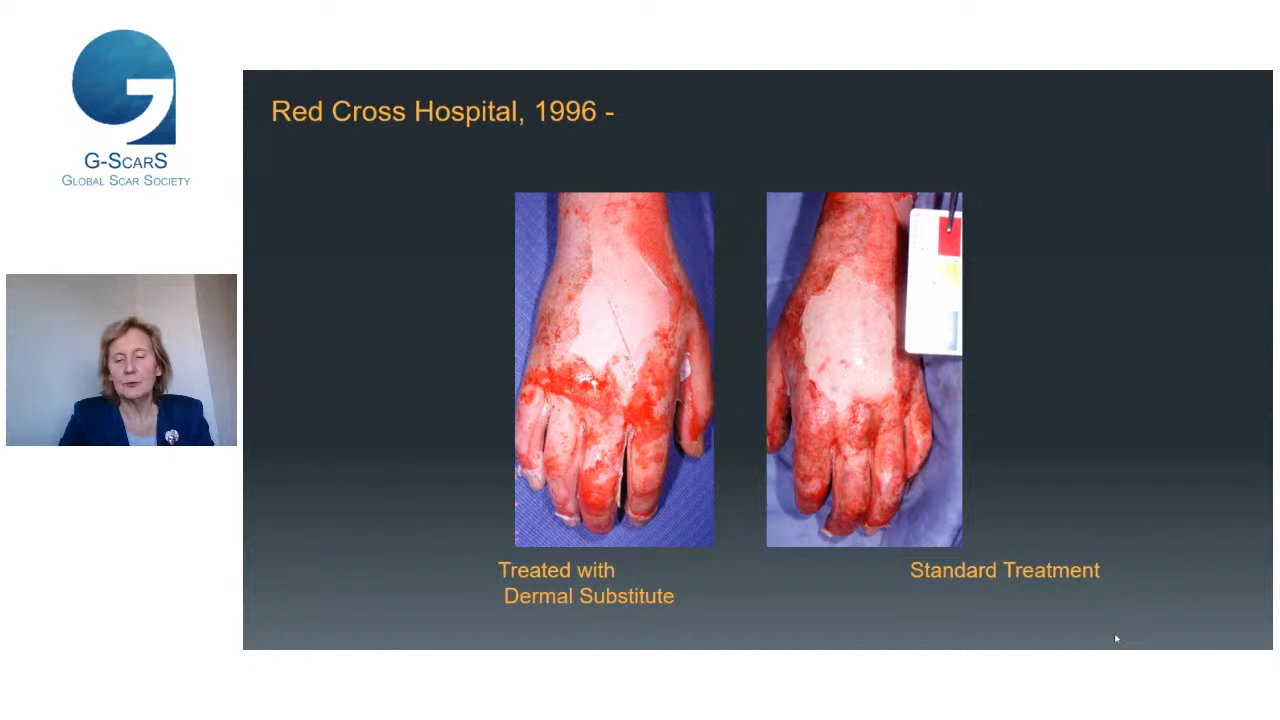 G-SCARS
GLOBAL SCAR SOCIETY
Red Cross Hospital, 1996 -
Treated with
Dermal Substitute
Standard Treatment